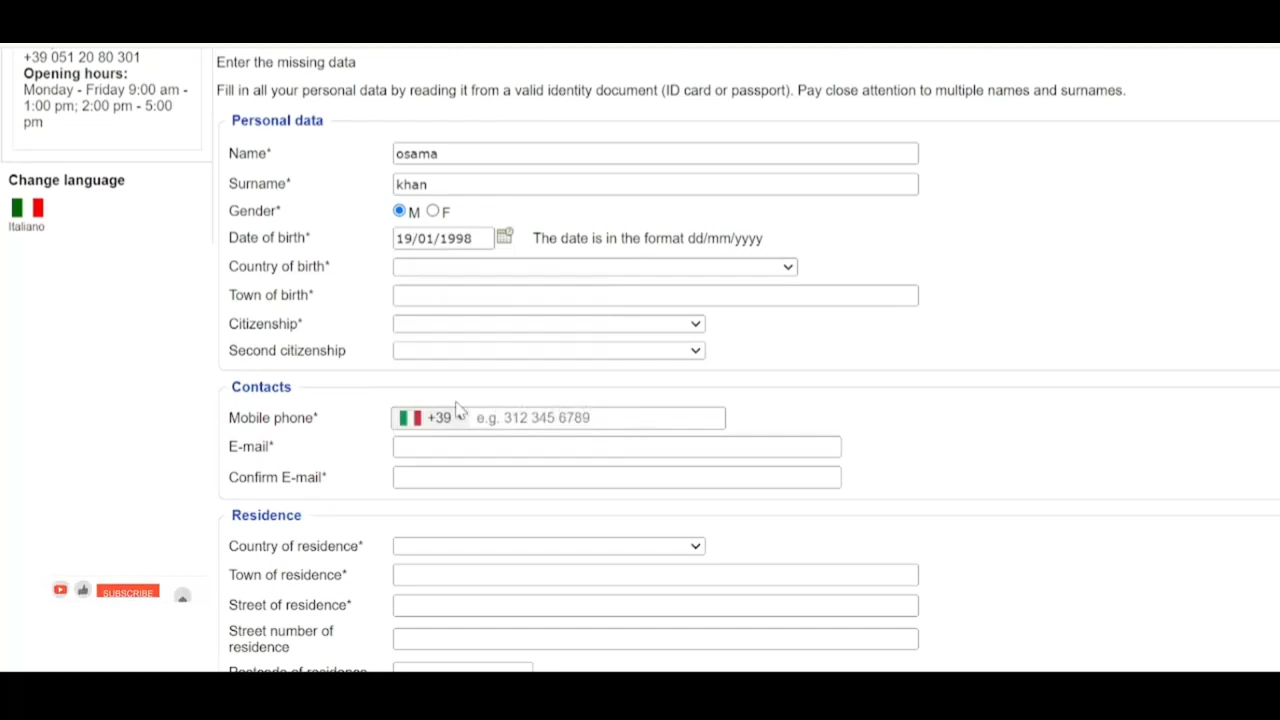 +39 051 20 80 301
Opening hours:
Monday - Friday 9:00 am -
1:00 pm; 2:00 pm - 5:00
pm
Change language
Italiano
SUBSCRIBE
Enter the missing data
Fill in all your personal data by reading it from a valid identity document (ID card or passport). Pay close attention to multiple names and surnames.
Personal data
Name* osama
Surname* khan
Gender* M F
Date of birth* 19/01/1998 The date is in the format dd/mm/yyyy
Country of birth*
Town of birth*
Citizenship*
Second citizenship
Contacts
Mobile phone* +39 e.g. 312 345 6789
E-mail*
Confirm E-mail*
Residence
Country of residence*
Town of residence*
Street of residence*
Street number of
residence
Postcode of residence